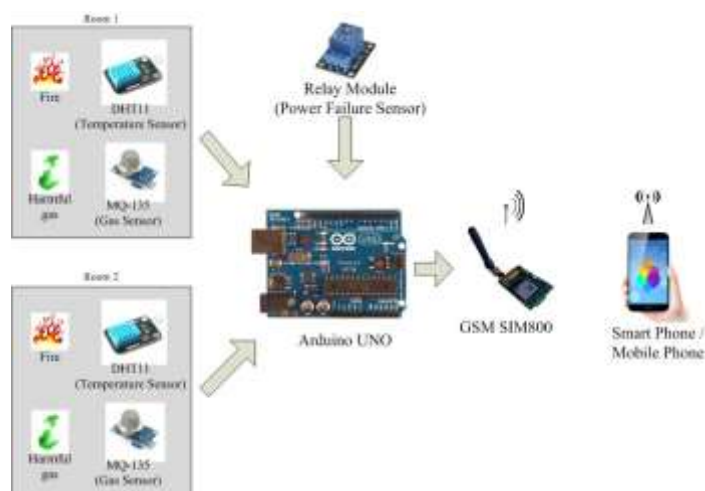 Room 1
Fire
DHT11
(Temperature Sensor)
Harmful
gas
MQ-135
(Gas Sensor)
Relay Module
(Power Failure Sensor)
UNO
Arduino UNO
GSM SIM800
Smart Phone /
Mobile Phone
Room 2
Fire
DHT11
(Temperature Sensor)
Harmful
gas
MQ-135
(Gas Sensor)